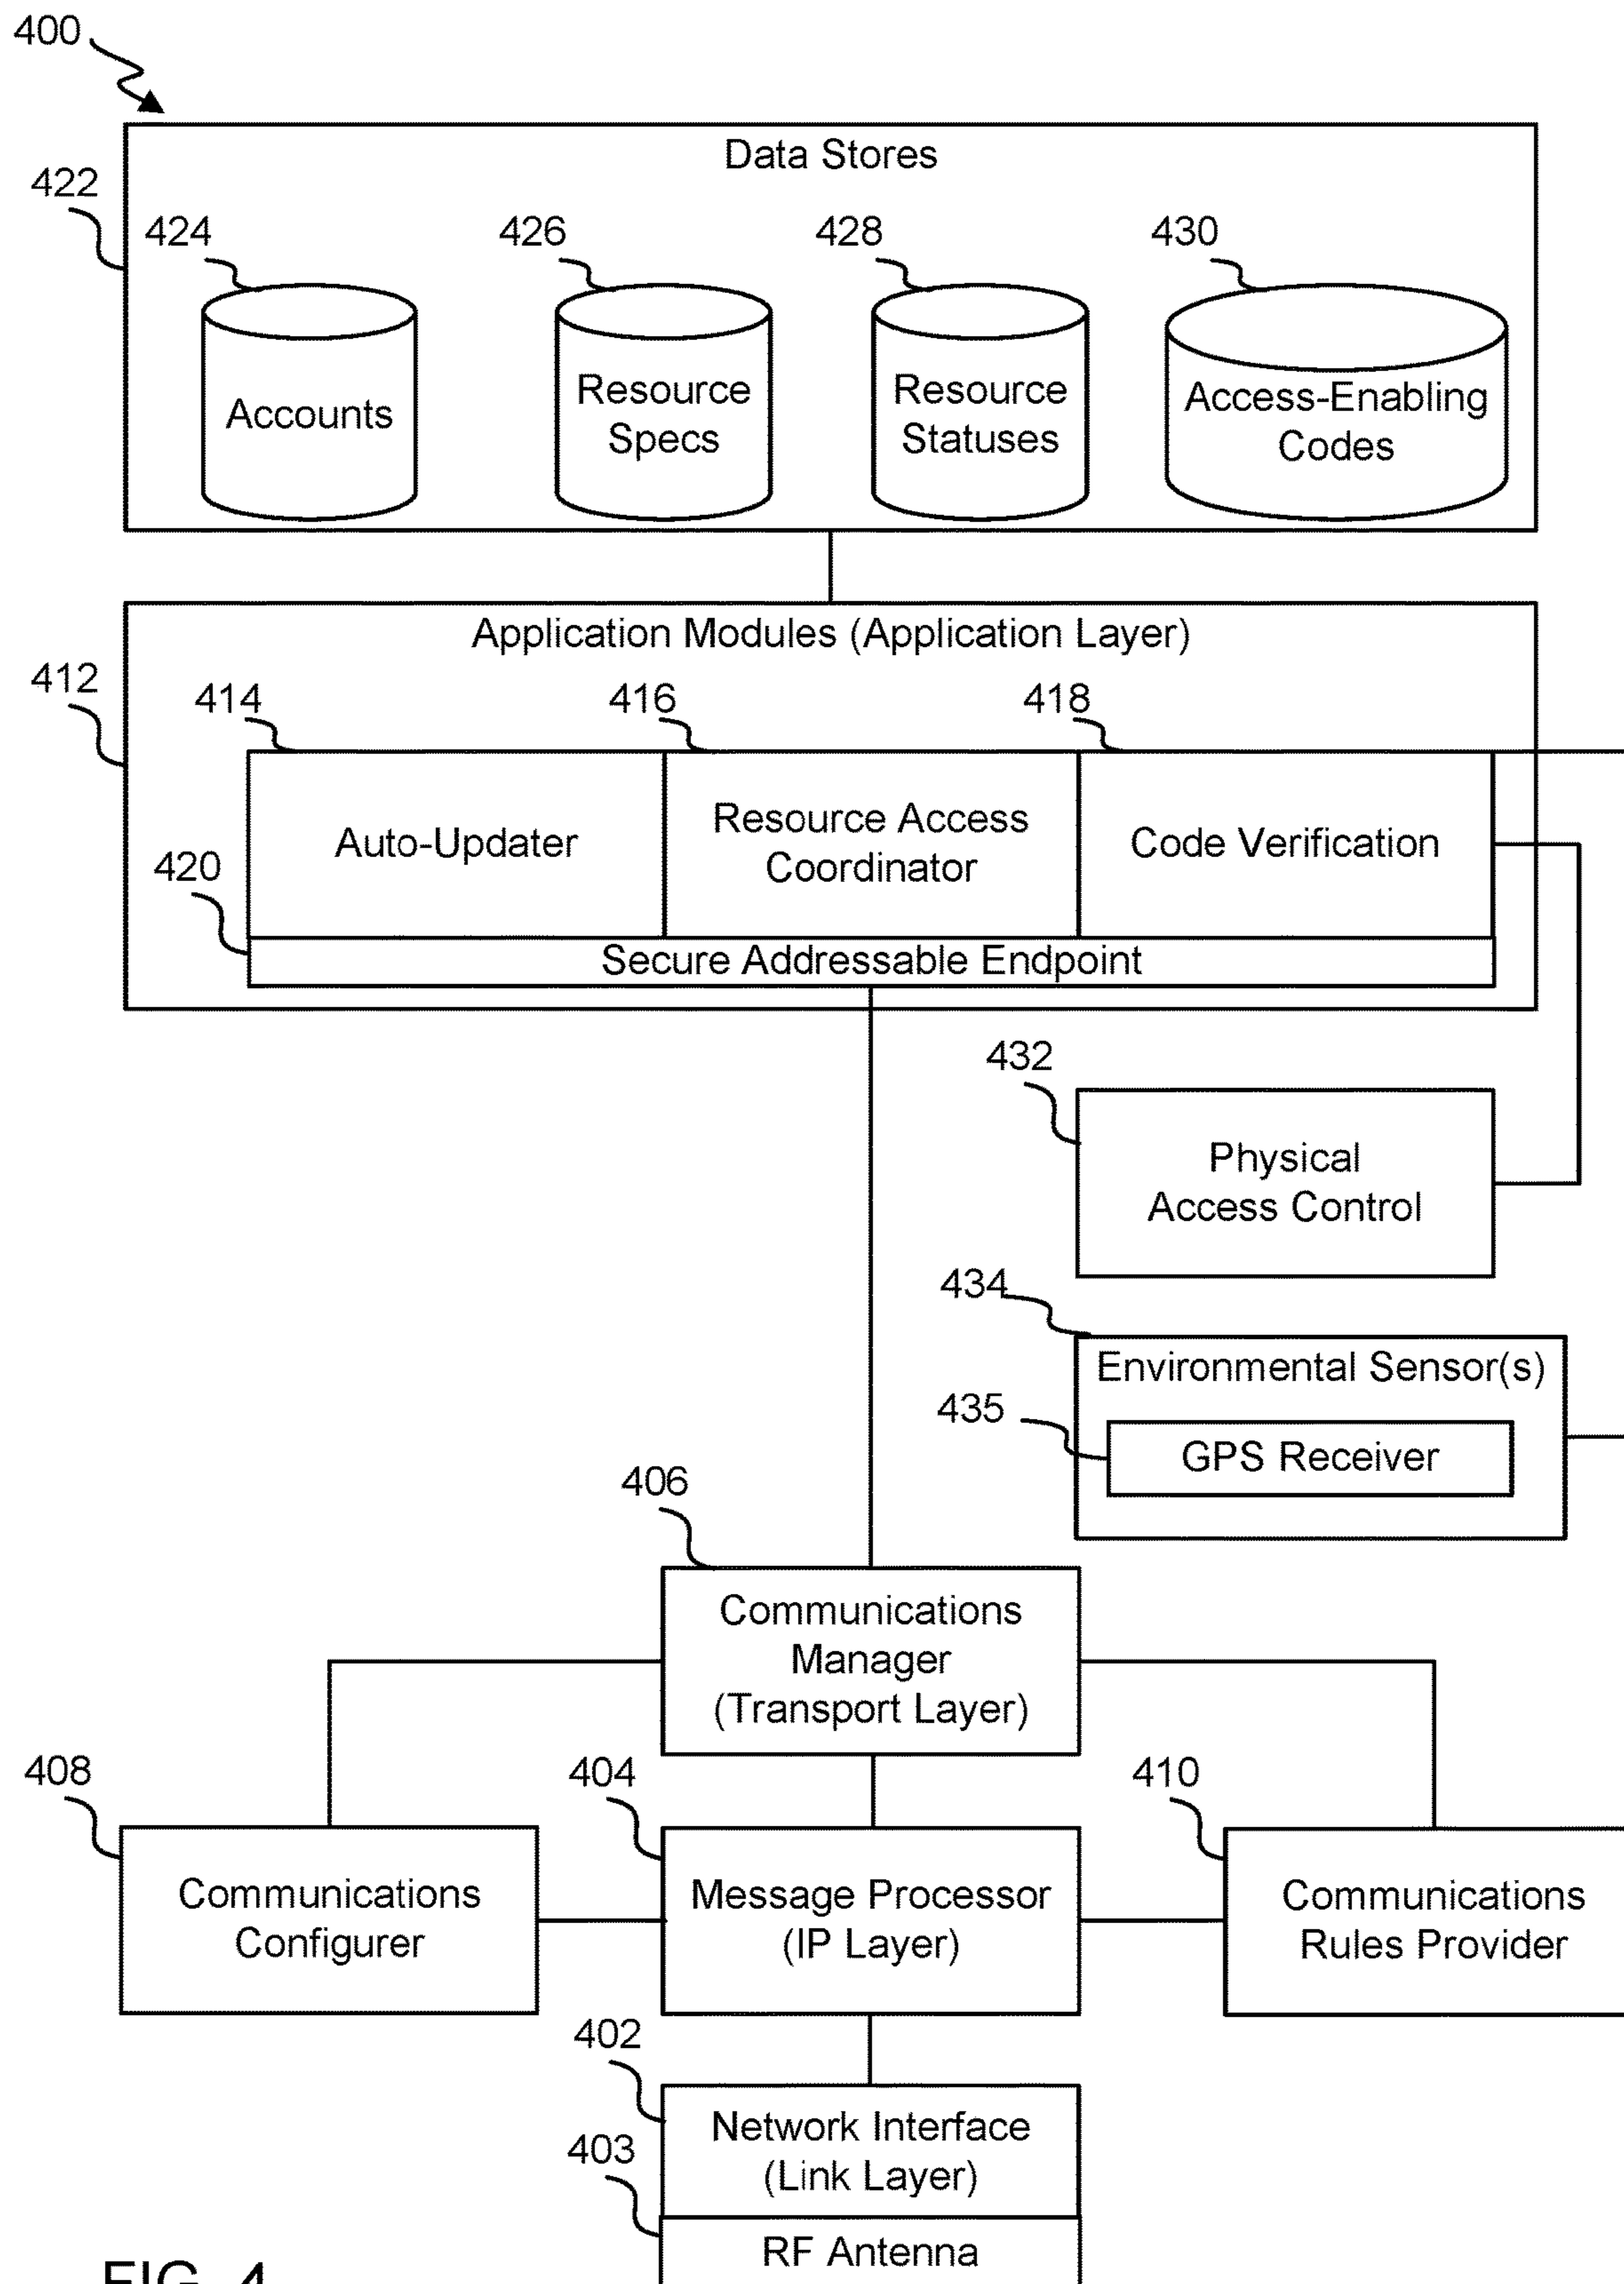 400
Data Stores
422
424
426
428
430
Accounts
Resource
Specs
Resource
Statuses
Access-Enabling
Codes
Application Modules (Application Layer)
412
414
416
418
Auto-Updater
Resource Access
Coordinator
Code Verification
420
Secure Addressable Endpoint
432
Physical
Access Control
434
Environmental Sensor(s)
435
GPS Receiver
406
Communications
Manager
(Transport Layer)
408
404
410
Communications
Configurer
Message Processor
(IP Layer)
Communications
Rules Provider
402
Network Interface
(Link Layer)
403
RF Antenna
FIG. 4